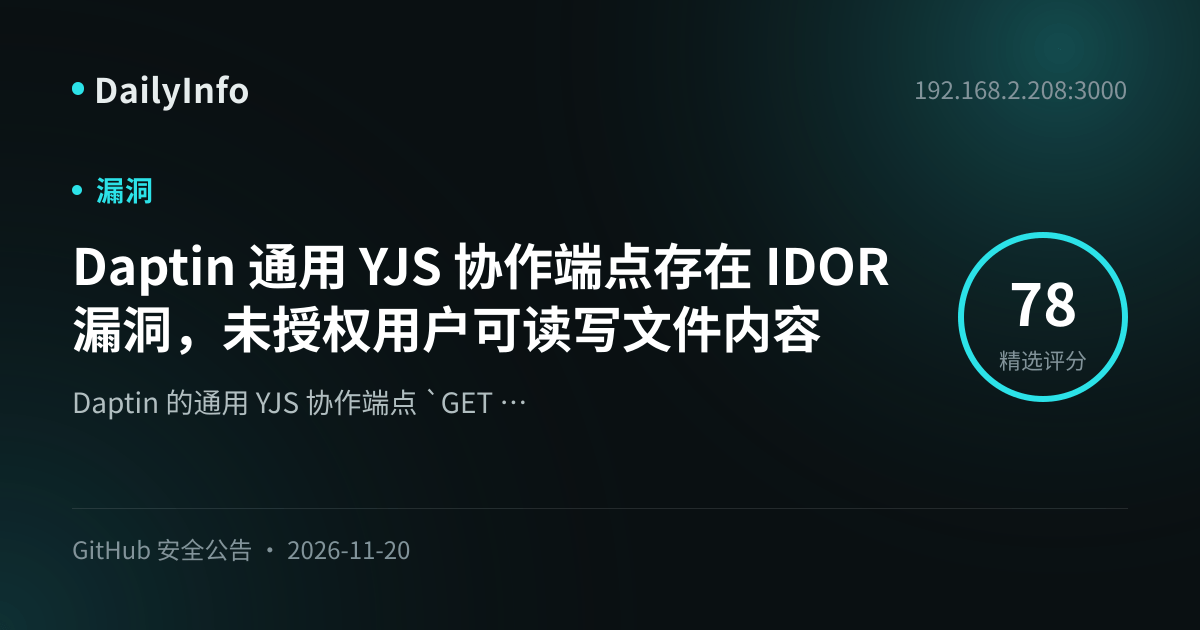 DailyInfo
192.168.2.208:3000
漏洞
Daptin 通用 YJS 协作端点存在 IDOR
漏洞，未授权用户可读写文件内容
78
精选评分
Daptin 的通用 YJS 协作端点 `GET …
GitHub 安全公告 · 2026-11-20